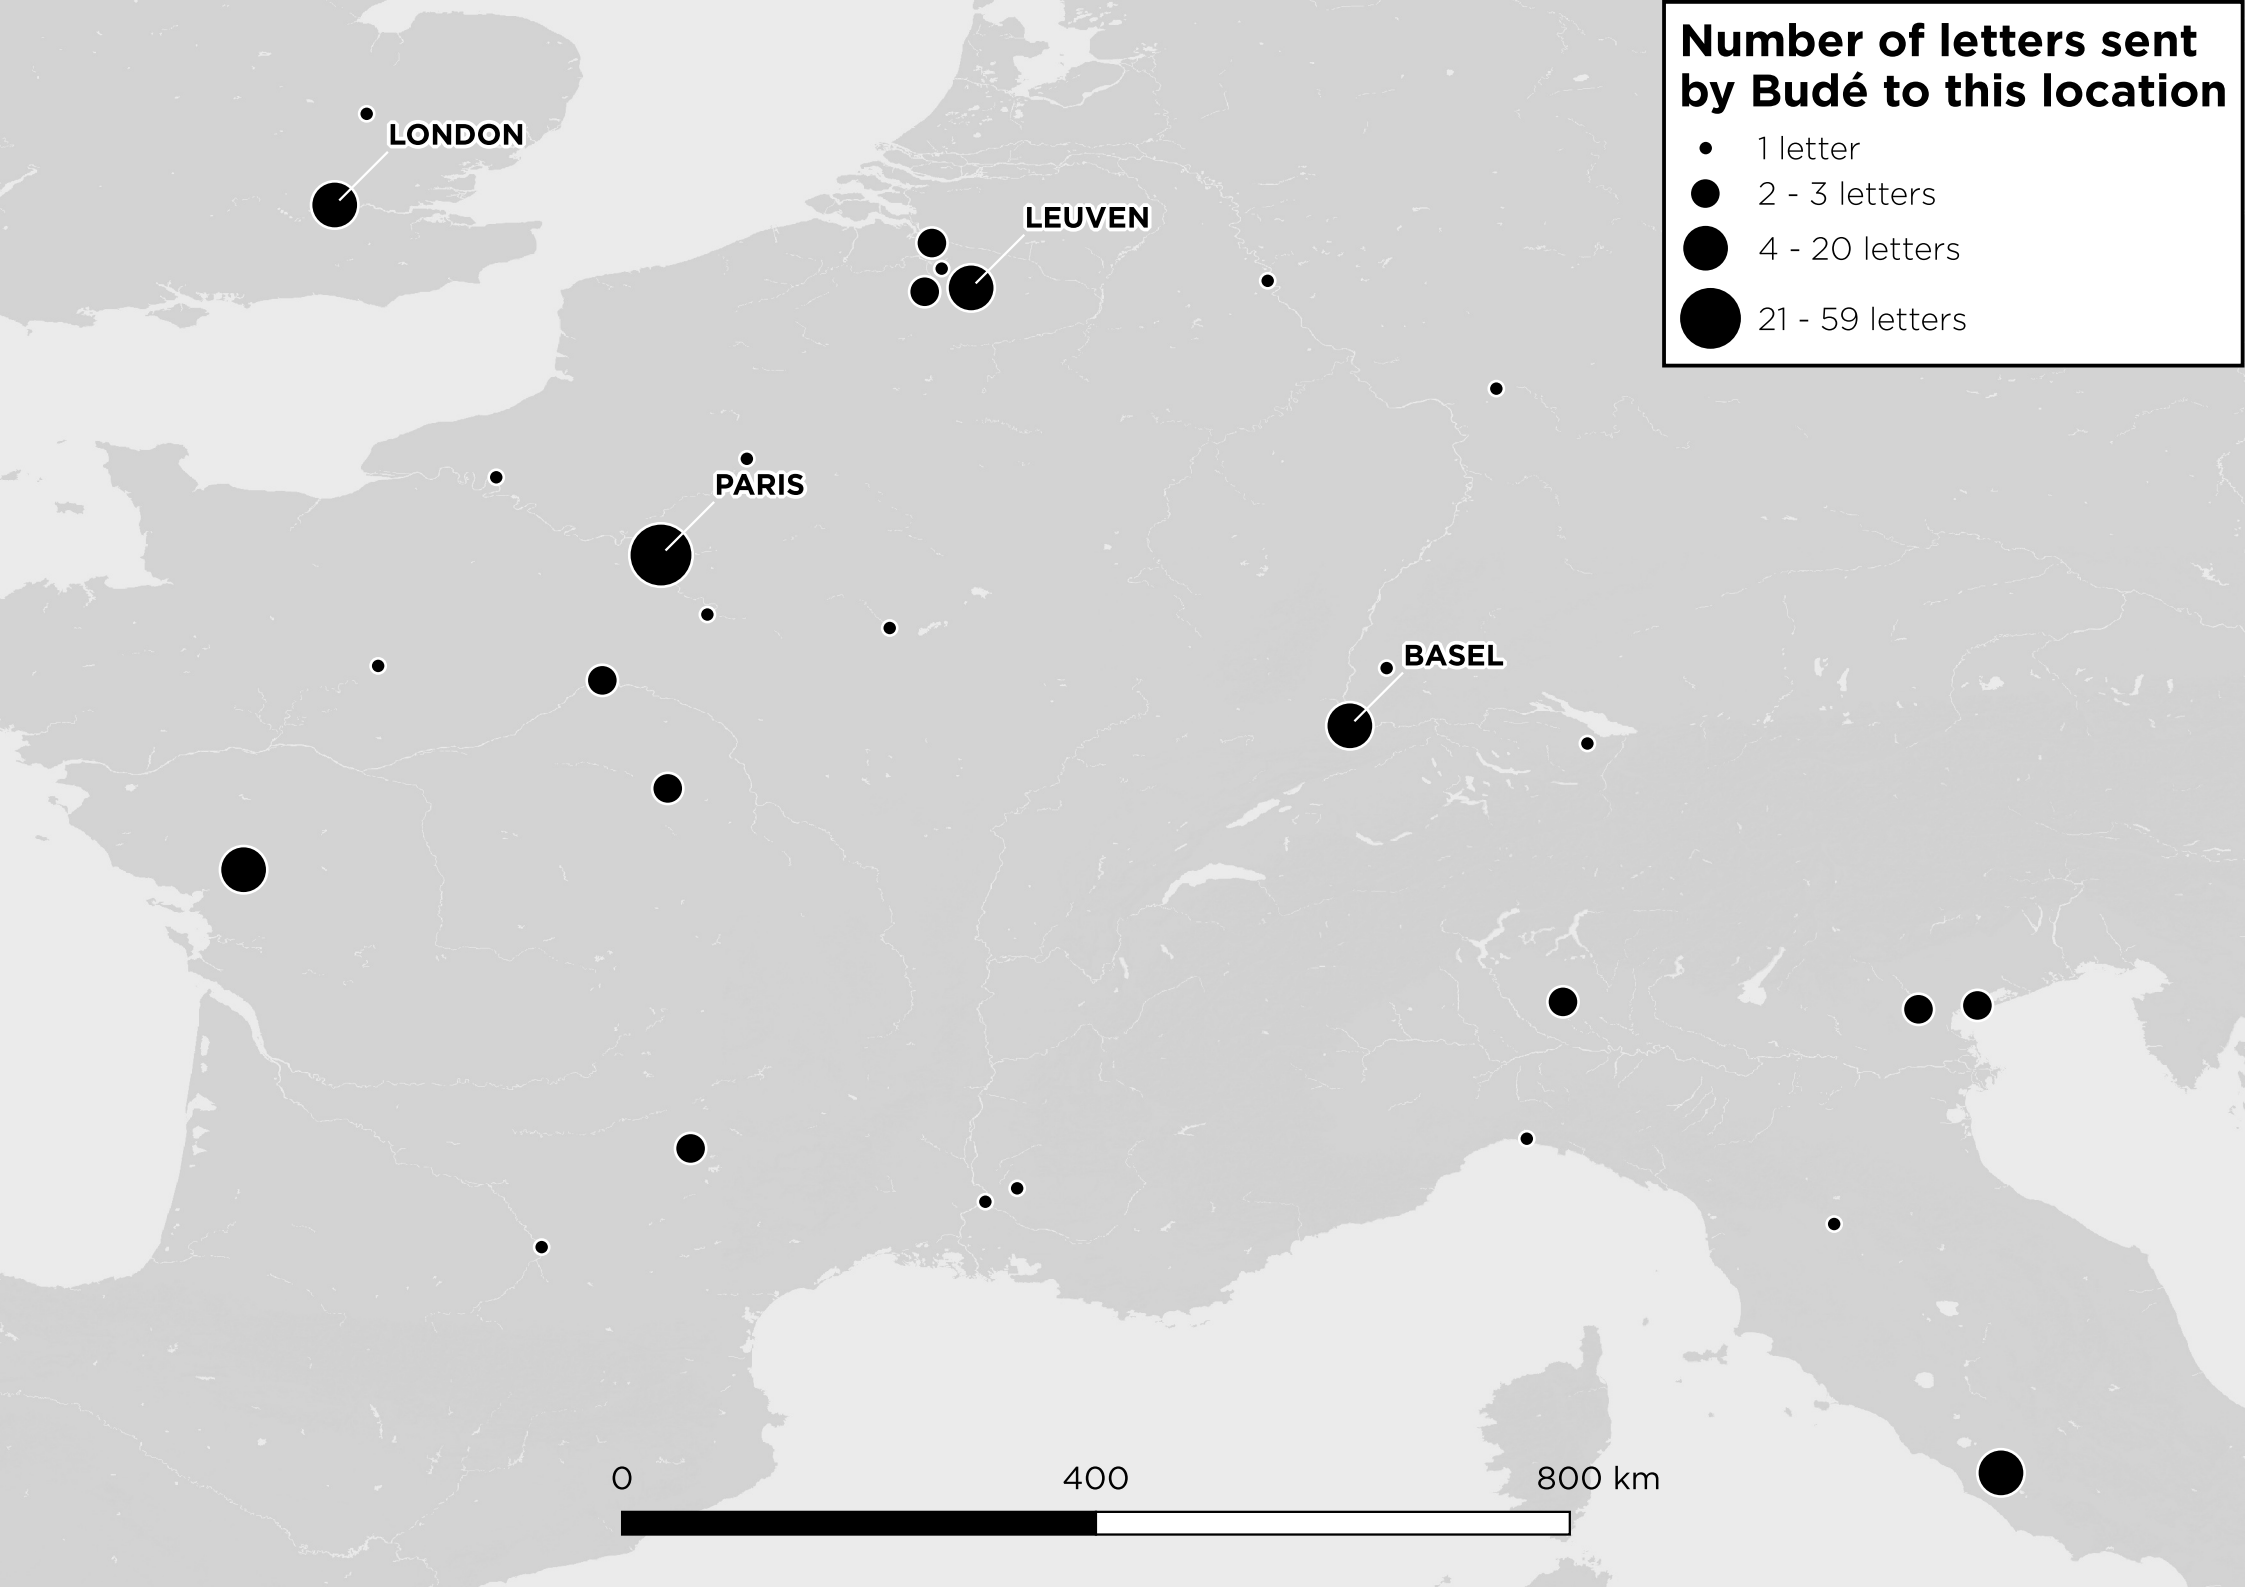 Number of letters sent
by Budé to this location
1 letter
2 - 3 letters
4 - 20 letters
21 - 59 letters
LONDON
LEUVEN
PARIS
BASEL
0 400 800 km